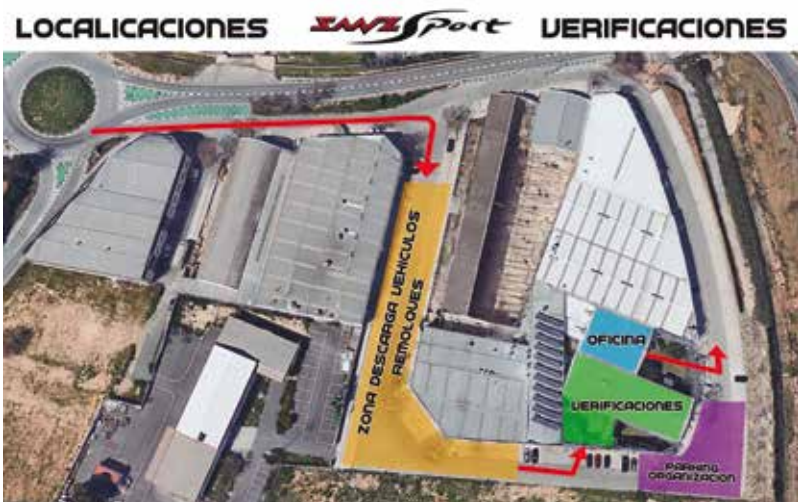 LOCALICACIONES SANZ Sport VERIFICACIONES
ZONA DESCARGA VEHICULOS
REMOLQUES
OFICINA
VERIFICACIONES
PARKING
ORGANIZACION